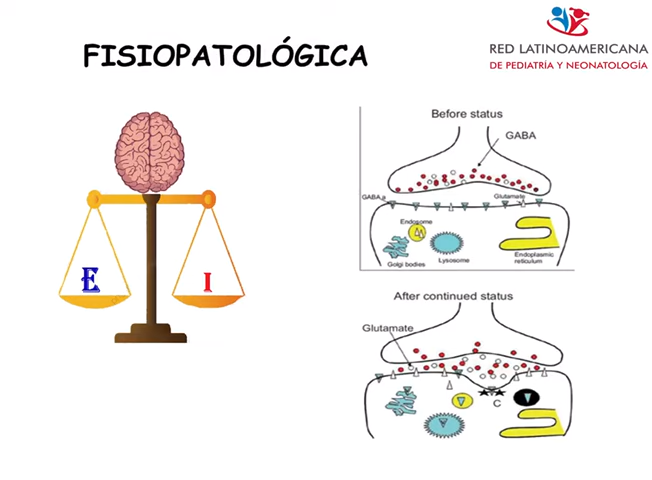 FISIOPATOLÓGICA
RED LATINOAMERICANA
DE PEDIATRÍA Y NEONATOLOGÍA
E
I
Before status
GABA
GABA
Glutamate
Endosome
Golgi bodies
Lysosome
Endoplasmic
reticulum
After continued status
Glutamate
C